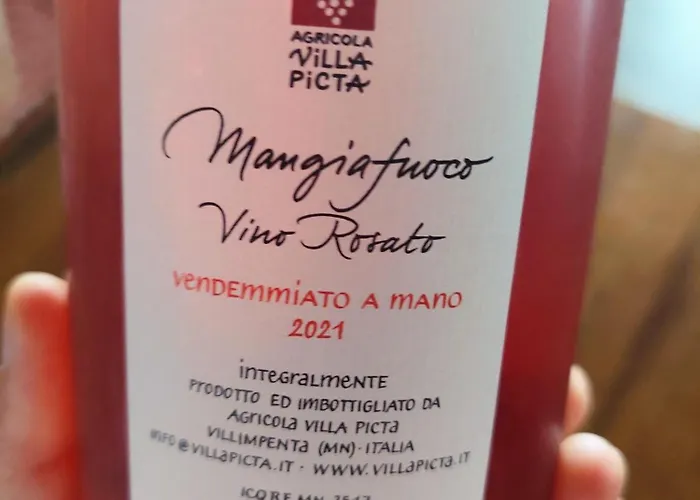 AGRICOLA
ViLLA
PiCTA
Mangiafuoco
Vino Rosato
venDemmiATO A mano
2021
integralmenTE
PRODOTTO ED IMBOTTIGLIATO DA
AGRICOLA VILLA PICTA
VILLIMPENTA (MN)·ITALIA
INFO@VILLAPICTA.IT · WWW.VILLAPICTA.IT